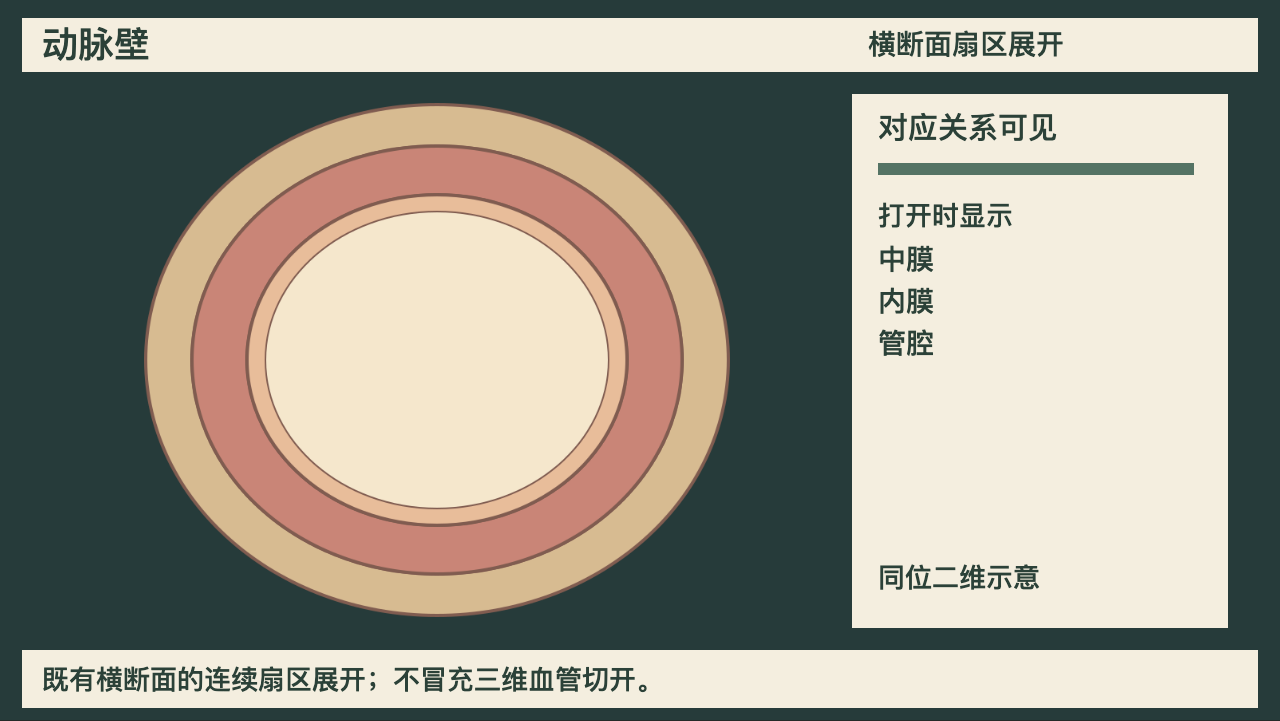 动脉壁
横断面扇区展开
对应关系可见
打开时显示
中膜
内膜
管腔
同位二维示意
既有横断面的连续扇区展开；不冒充三维血管切开。